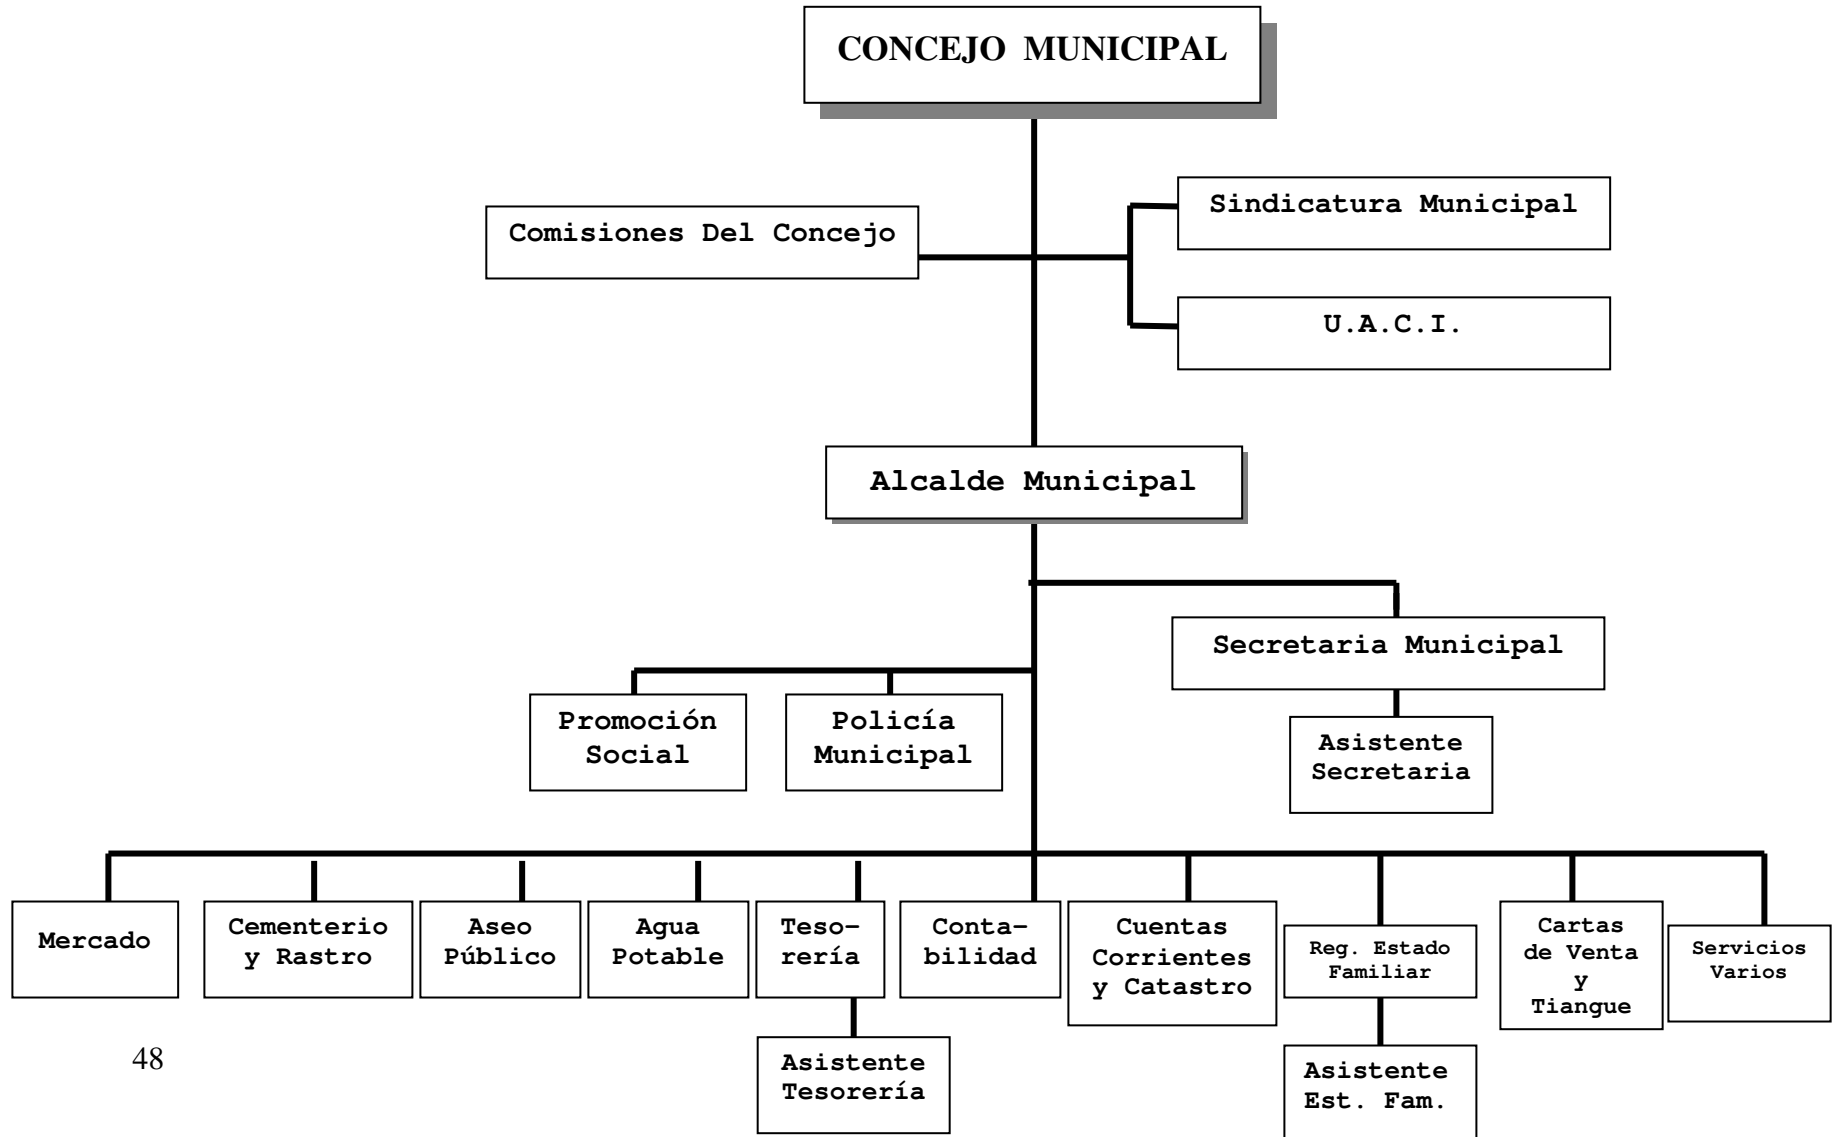 CONCEJO MUNICIPAL
Sindicatura Municipal
Comisiones Del Concejo
U.A.C.I.
Alcalde Municipal
Secretaria Municipal
Promoción
Social
Policía
Municipal
Asistente
Secretaria
Mercado
Cementerio
y Rastro
Aseo
Público
Agua
Potable
Teso-
rería
Conta-
bilidad
Cuentas
Corrientes
y Catastro
Reg. Estado
Familiar
Cartas
de Venta
y
Tiangue
Servicios
Varios
Asistente
Tesorería
Asistente
Est. Fam.
48